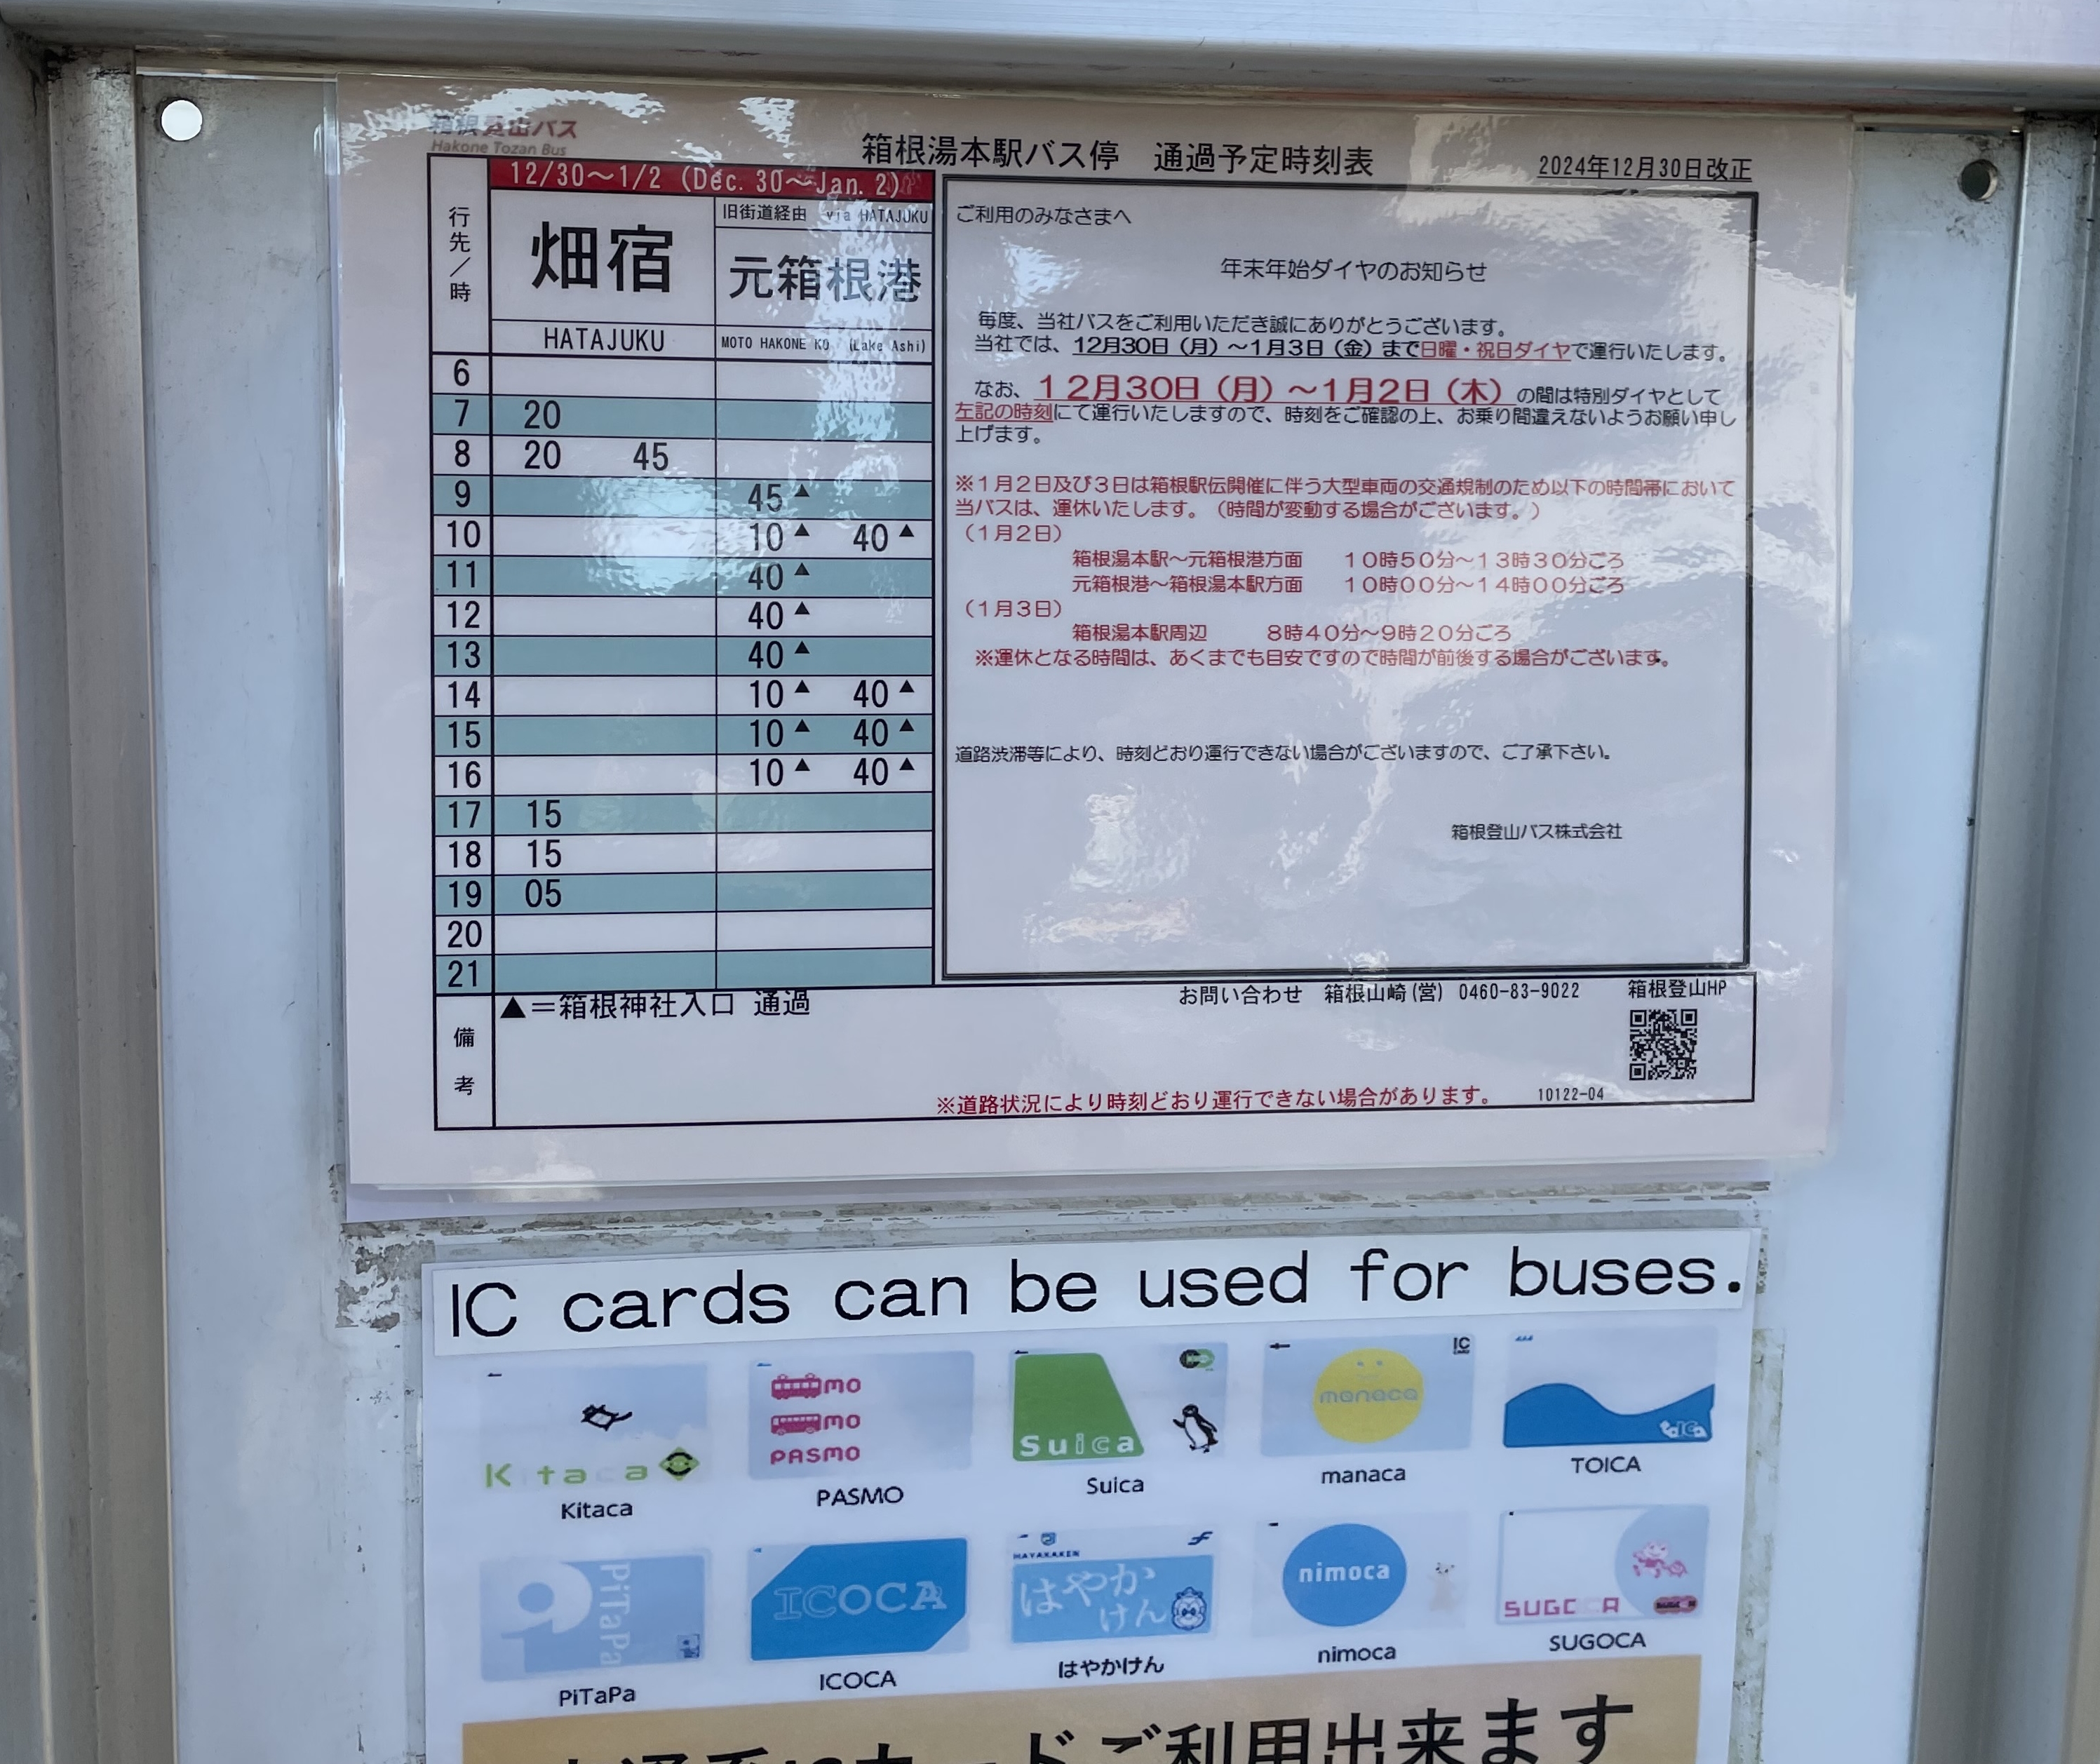 箱根登山バス
Hakone Tozan Bus
箱根湯本駅バス停 通過予定時刻表
2024年12月30日改正
行先／時
12/30～1/2 (Dec. 30～Jan. 2)
畑宿
HATAJUKU
旧街道経由 via HATAJUKU
元箱根港
MOTO HAKONE KO (Lake Ashi)
6
7 20
8 20 45
9 45▲
10 10▲ 40▲
11 40▲
12 40▲
13 40▲
14 10▲ 40▲
15 10▲ 40▲
16 10▲ 40▲
17 15
18 15
19 05
20
21
ご利用のみなさまへ
年末年始ダイヤのお知らせ
毎度、当社バスをご利用いただき誠にありがとうございます。
当社では、12月30日（月）～1月3日（金）まで日曜・祝日ダイヤで運行いたします。
なお、12月30日（月）～1月2日（木）の間は特別ダイヤとして
左記の時刻にて運行いたしますので、時刻をご確認の上、お乗り間違えないようお願い申し
上げます。
※1月2日及び3日は箱根駅伝開催に伴う大型車両の交通規制のため以下の時間帯において
当バスは、運休いたします。（時間が変動する場合がございます。）
（1月2日）
箱根湯本駅～元箱根港方面 10時50分～13時30分ごろ
元箱根港～箱根湯本駅方面 10時00分～14時00分ごろ
（1月3日）
箱根湯本駅周辺 8時40分～9時20分ごろ
※運休となる時間は、あくまでも目安ですので時間が前後する場合がございます。
道路渋滞等により、時刻どおり運行できない場合がございますので、ご了承下さい。
箱根登山バス株式会社
備考
▲＝箱根神社入口 通過
お問い合わせ 箱根山崎(営) 0460-83-9022
箱根登山HP
※道路状況により時刻どおり運行できない場合があります。
10122-04
IC cards can be used for buses.
Kitaca
mo
mo
PASMO
Suica
manaca
IC
TOICA
Kitaca
PASMO
Suica
manaca
TOICA
PiTaPa
ICOCA
HAYAKAKEN
はやかけん
nimoca
SUGOCA
PiTaPa
ICOCA
はやかけん
nimoca
SUGOCA
カードご利用出来ます